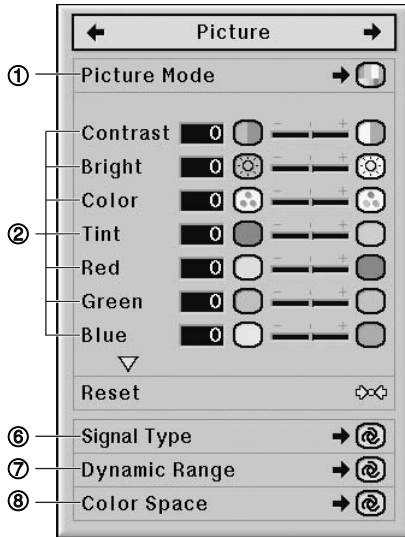 Picture
① Picture Mode
Contrast 0
Bright 0
Color 0
② Tint 0
Red 0
Green 0
Blue 0
Reset
⑥ Signal Type
⑦ Dynamic Range
⑧ Color Space